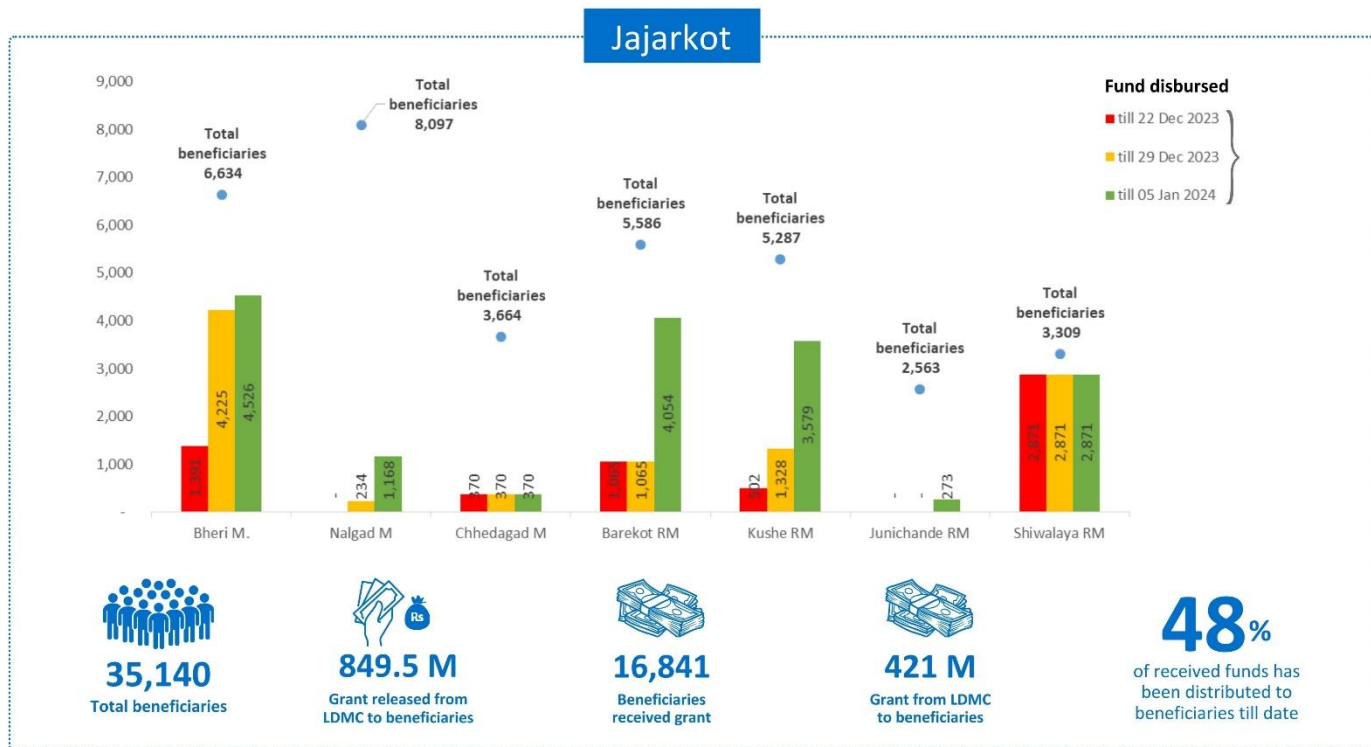 Jajarkot
9,000
8,000
7,000
6,000
5,000
4,000
3,000
2,000
1,000
-
Total
beneficiaries
6,634
Total
beneficiaries
8,097
Total
beneficiaries
3,664
Total
beneficiaries
5,586
Total
beneficiaries
5,287
Total
beneficiaries
2,563
Total
beneficiaries
3,309
Fund disbursed
till 22 Dec 2023
till 29 Dec 2023
till 05 Jan 2024
1,391
4,225
4,526
-
234
1,168
370
370
370
1,065
1,065
4,054
502
1,328
3,579
-
-
273
2,871
2,871
2,871
Bheri M.
Nalgad M
Chhedagad M
Barekot RM
Kushe RM
Junichande RM
Shiwalaya RM
35,140
Total beneficiaries
Rs
849.5 M
Grant released from
LDMC to beneficiaries
16,841
Beneficiaries
received grant
421 M
Grant from LDMC
to beneficiaries
48%
of received funds has
been distributed to
beneficiaries till date